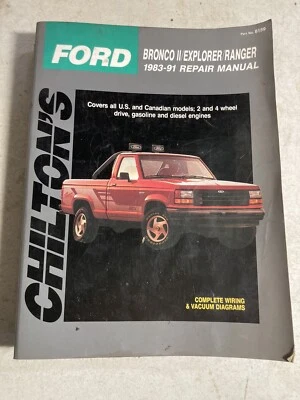 FORD
BRONCO II/EXPLORER/RANGER
1983-91 REPAIR MANUAL
Covers all U.S. and Canadian models; 2 and 4 wheel
drive, gasoline and diesel engines
CHILTON'S
COMPLETE WIRING
& VACUUM DIAGRAMS